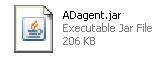 ADagent.jar
Executable Jar File
206 KB